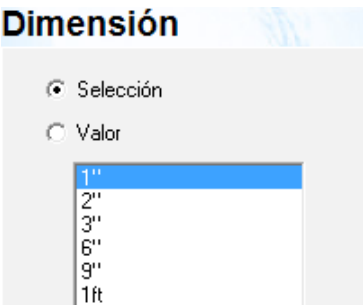 Dimensión
Selección
Valor
1"
2"
3"
6"
9"
1ft